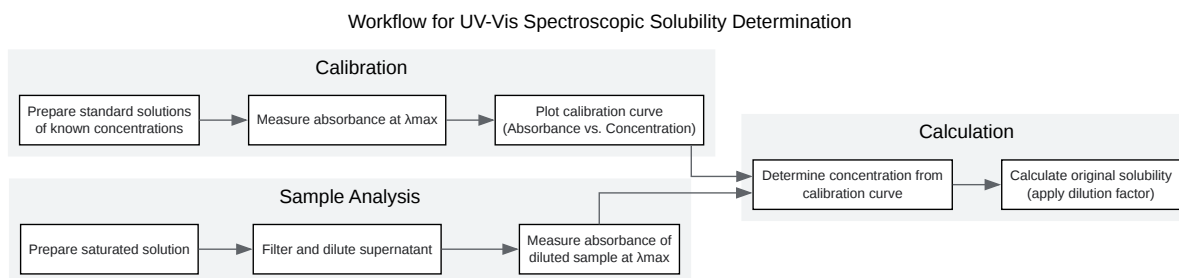 Workflow for UV-Vis Spectroscopic Solubility Determination
Calibration
Prepare standard solutions
of known concentrations
Measure absorbance at λmax
Plot calibration curve
(Absorbance vs. Concentration)
Sample Analysis
Prepare saturated solution
Filter and dilute supernatant
Measure absorbance of
diluted sample at λmax
Calculation
Determine concentration from
calibration curve
Calculate original solubility
(apply dilution factor)